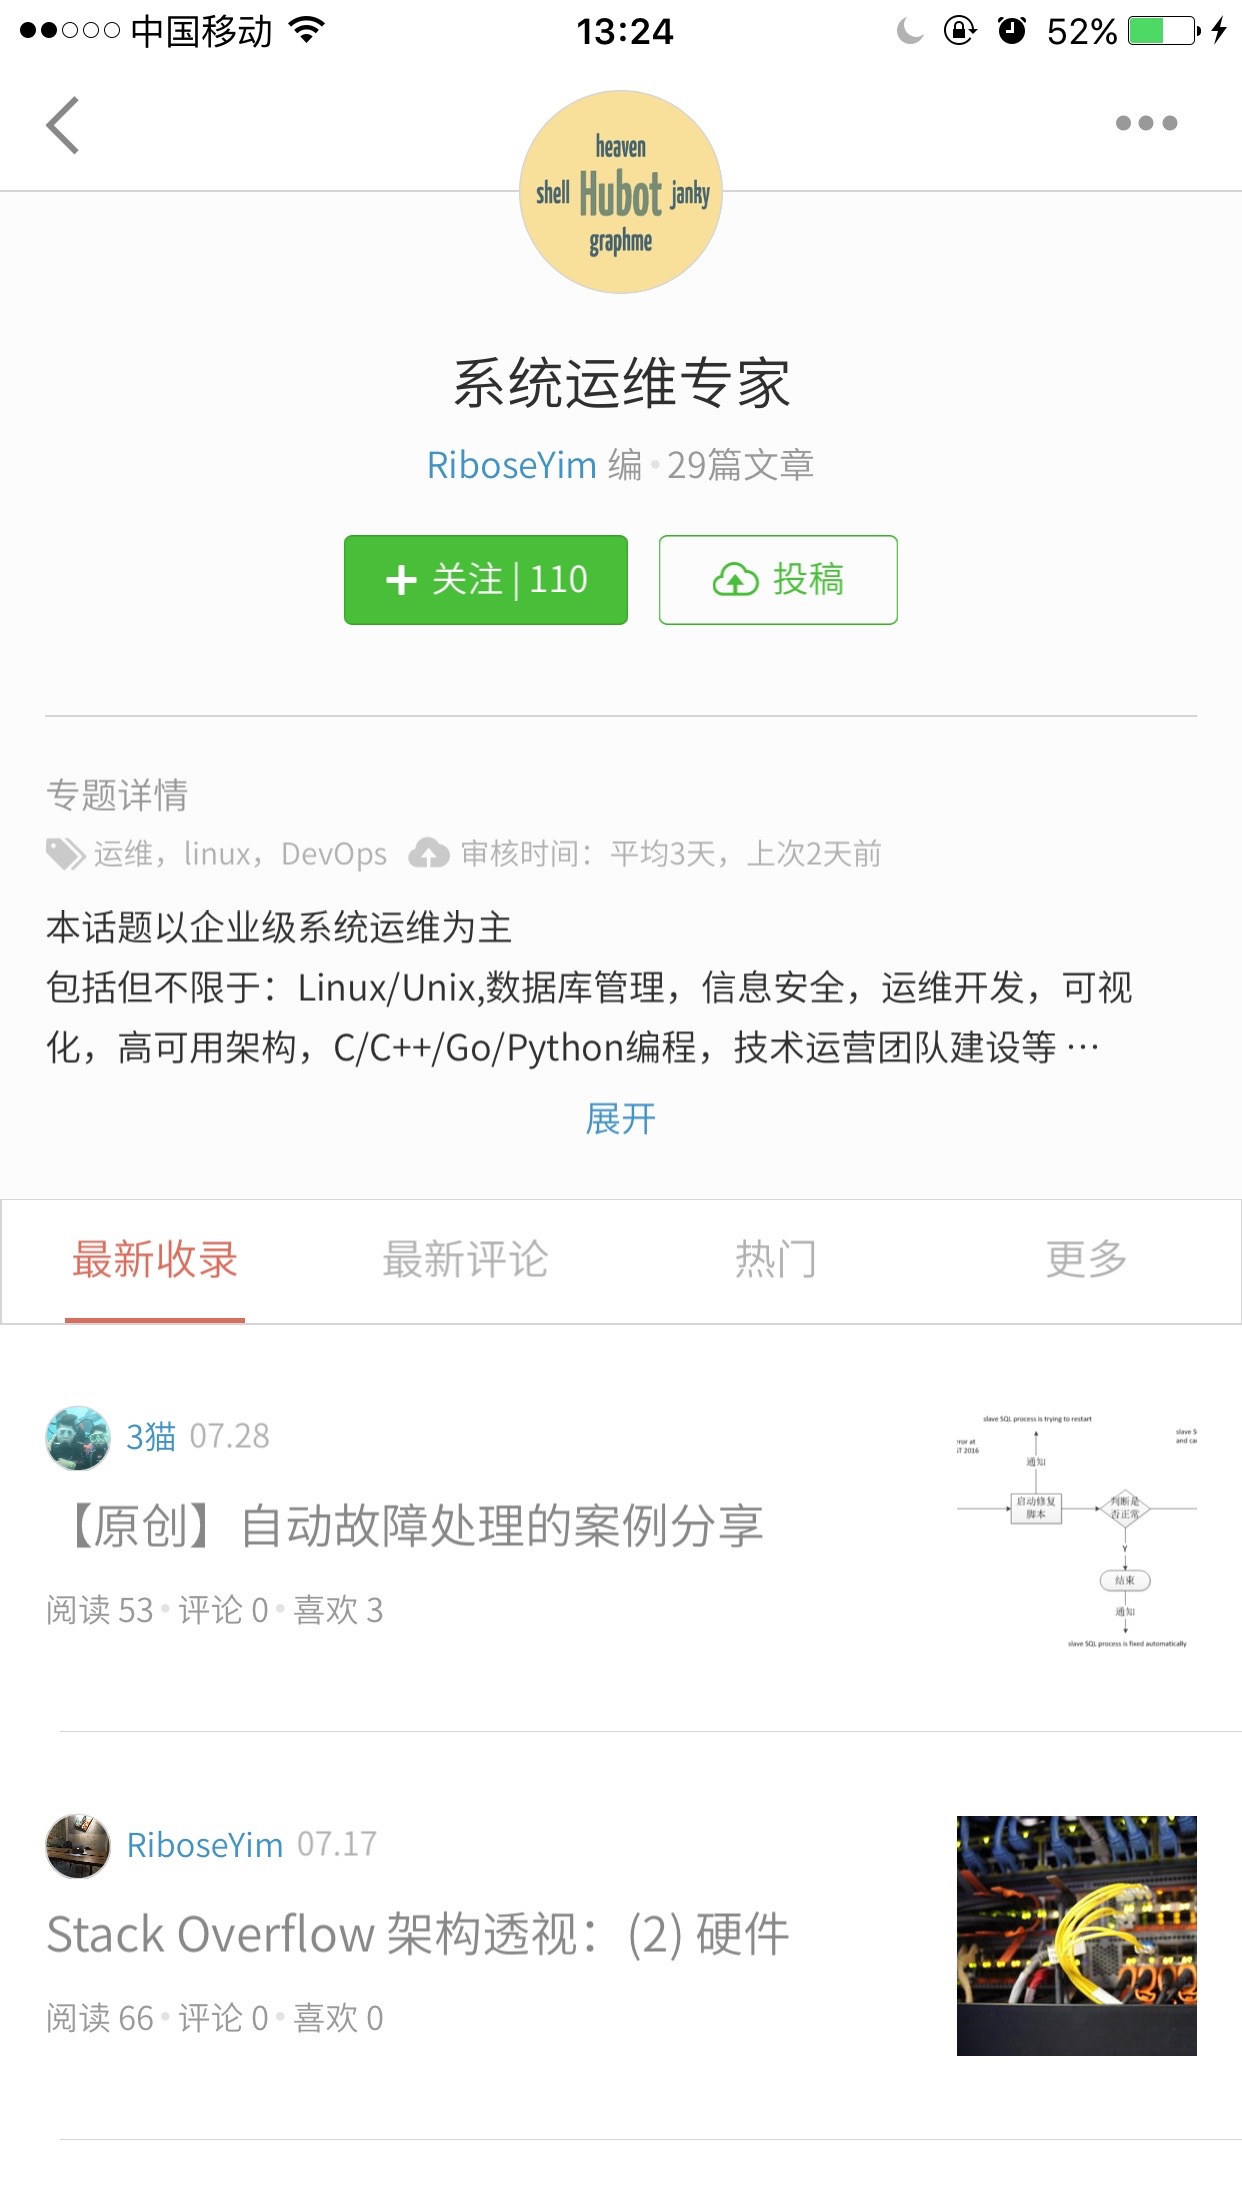 中国移动
13:24
52%
heaven
shell Hubot janky
graphme
系统运维专家
RiboseYim 编·29篇文章
+ 关注|110
投稿
专题详情
运维，linux，DevOps 审核时间：平均3天，上次2天前
本话题以企业级系统运维为主
包括但不限于：Linux/Unix,数据库管理，信息安全，运维开发，可视
化，高可用架构，C/C++/Go/Python编程，技术运营团队建设等 …
展开
最新收录 最新评论 热门 更多
3猫 07.28
【原创】自动故障处理的案例分享
阅读 53·评论 0·喜欢 3
slave SQL process is trying to restart
slave S
and ca
rror at
IT 2016
通知
启动修复
脚本
判断是
否正常
Y
结束
通知
slave SQL process is fixed automatically
RiboseYim 07.17
Stack Overflow 架构透视：(2) 硬件
阅读 66·评论 0·喜欢 0